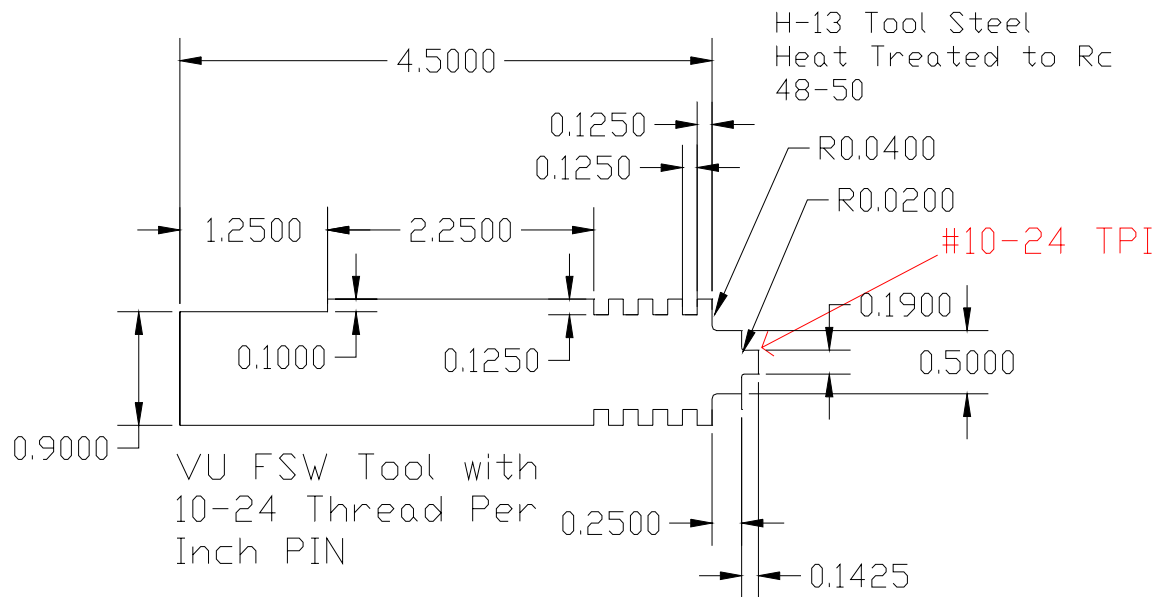 H-13 Tool Steel
Heat Treated to Rc
48-50
4.5000
0.1250
0.1250
R0.0400
R0.0200
1.2500
2.2500
#10-24 TPI
0.1900
0.1000
0.1250
0.5000
0.9000
VU FSW Tool with
10-24 Thread Per
Inch PIN
0.2500
0.1425